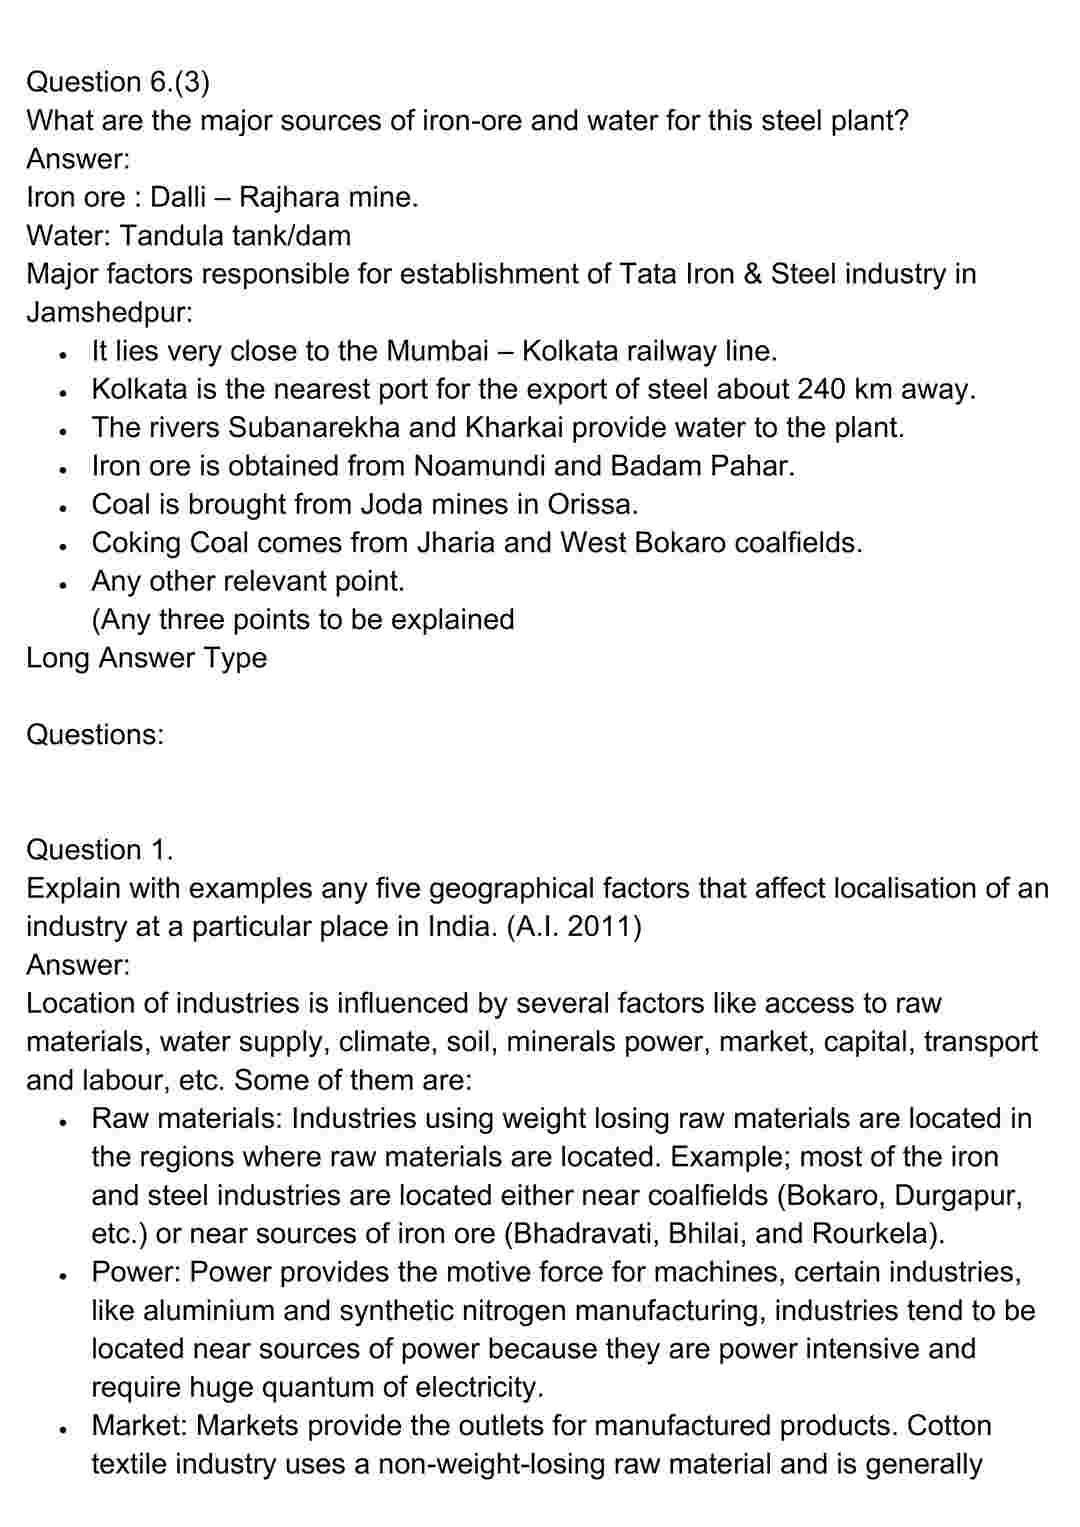 Question 6.(3)
What are the major sources of iron-ore and water for this steel plant?
Answer:
Iron ore : Dalli – Rajhara mine.
Water: Tandula tank/dam
Major factors responsible for establishment of Tata Iron & Steel industry in
Jamshedpur:
• It lies very close to the Mumbai – Kolkata railway line.
• Kolkata is the nearest port for the export of steel about 240 km away.
• The rivers Subanarekha and Kharkai provide water to the plant.
• Iron ore is obtained from Noamundi and Badam Pahar.
• Coal is brought from Joda mines in Orissa.
• Coking Coal comes from Jharia and West Bokaro coalfields.
• Any other relevant point.
(Any three points to be explained
Long Answer Type
Questions:
Question 1.
Explain with examples any five geographical factors that affect localisation of an
industry at a particular place in India. (A.I. 2011)
Answer:
Location of industries is influenced by several factors like access to raw
materials, water supply, climate, soil, minerals power, market, capital, transport
and labour, etc. Some of them are:
• Raw materials: Industries using weight losing raw materials are located in
the regions where raw materials are located. Example; most of the iron
and steel industries are located either near coalfields (Bokaro, Durgapur,
etc.) or near sources of iron ore (Bhadravati, Bhilai, and Rourkela).
• Power: Power provides the motive force for machines, certain industries,
like aluminium and synthetic nitrogen manufacturing, industries tend to be
located near sources of power because they are power intensive and
require huge quantum of electricity.
• Market: Markets provide the outlets for manufactured products. Cotton
textile industry uses a non-weight-losing raw material and is generally